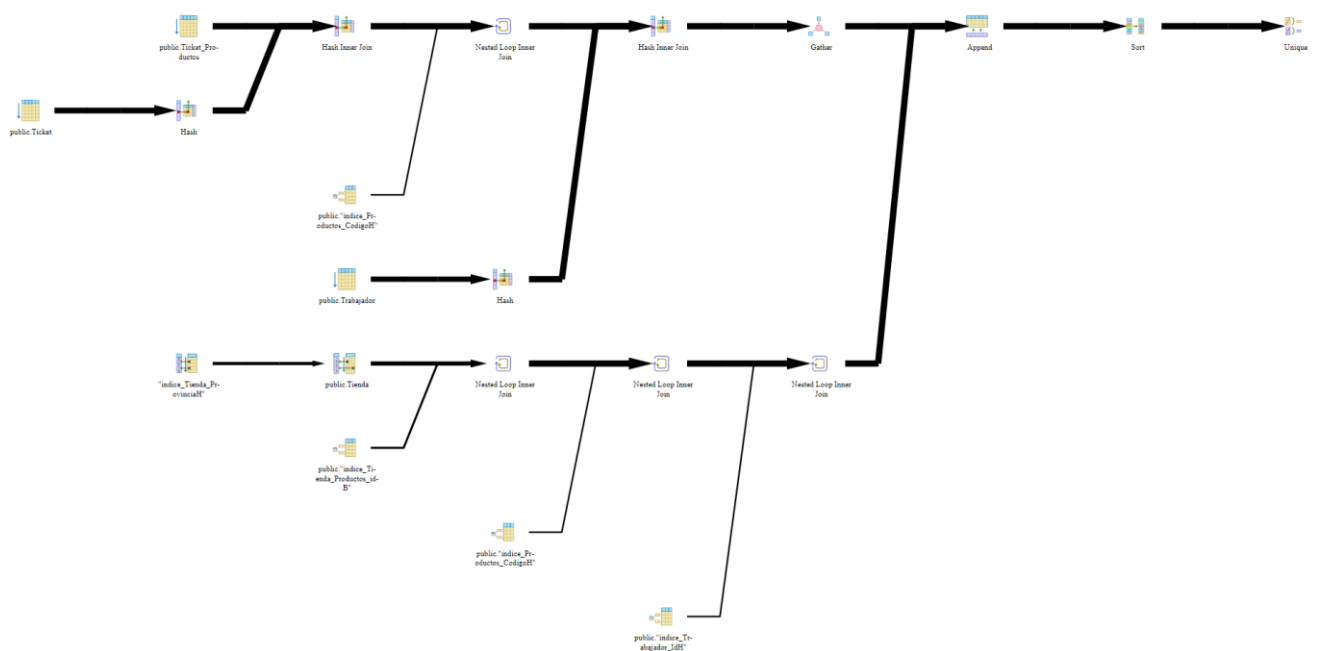 public.Ticket_Pro-
ductos
Hash Inner Join
Nested Loop Inner
Join
Hash Inner Join
Gather
Append
Sort
Unique
public.Ticket
Hash
public."indice_Pr-
oductos_CodigoH"
public.Trabajador
Hash
"indice_Tienda_Pr-
ovinciaH"
public.Tienda
Nested Loop Inner
Join
Nested Loop Inner
Join
Nested Loop Inner
Join
public."indice_Ti-
enda_Productos_id-
B"
public."indice_Pr-
oductos_CodigoH"
public."indice_Tr-
abajador_IdH"